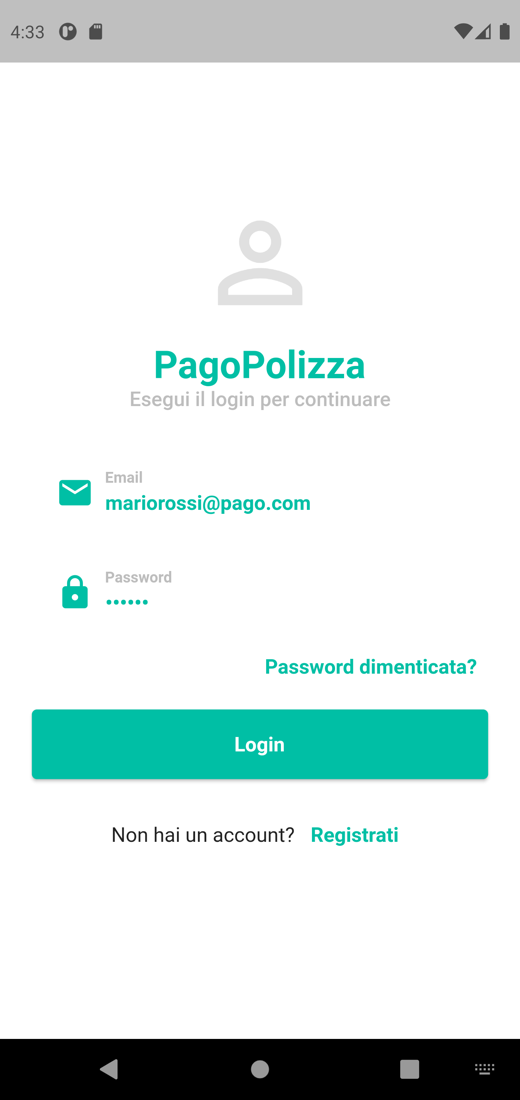 4:33
PagoPolizza
Esegui il login per continuare
Email
mariorossi@pago.com
Password
••••••
Password dimenticata?
Login
Non hai un account? Registrati